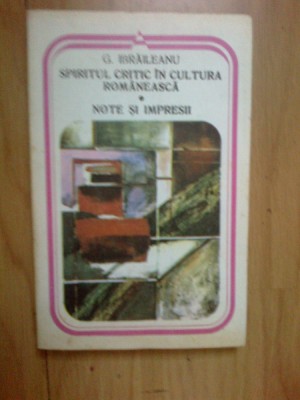 G. IBRĂILEANU
SPIRITUL CRITIC ÎN CULTURA
ROMÂNEASCĂ
*
NOTE ȘI IMPRESII